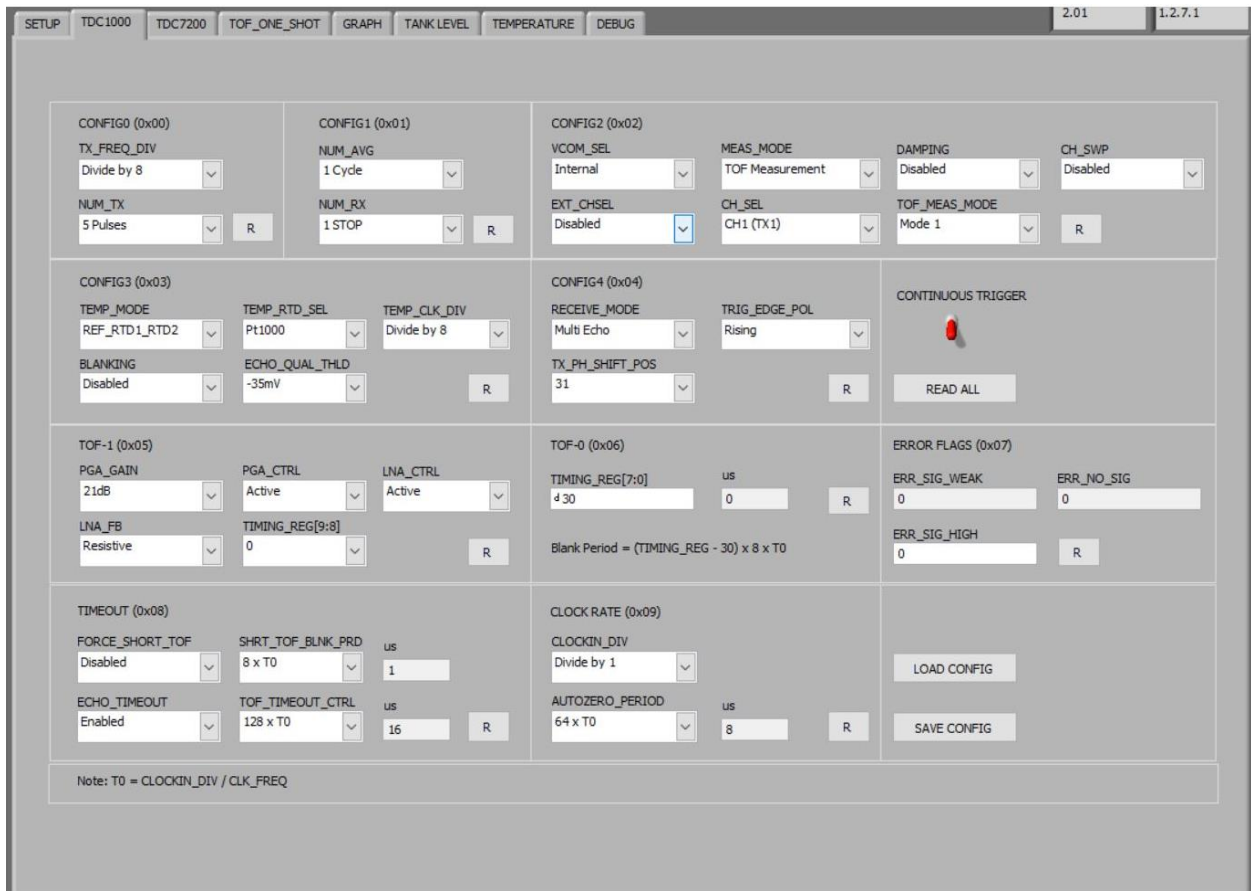 2.01 1.2.7.1
SETUP TDC1000 TDC7200 TOF_ONE_SHOT GRAPH TANK LEVEL TEMPERATURE DEBUG
CONFIG0 (0x00)
TX_FREQ_DIV
Divide by 8
NUM_TX
5 Pulses R
CONFIG1 (0x01)
NUM_AVG
1 Cycle
NUM_RX
1 STOP R
CONFIG2 (0x02)
VCOM_SEL MEAS_MODE DAMPING CH_SWP
Internal TOF Measurement Disabled Disabled
EXT_CHSEL CH_SEL TOF_MEAS_MODE
Disabled CH1 (TX1) Mode 1 R
CONFIG3 (0x03)
TEMP_MODE TEMP_RTD_SEL TEMP_CLK_DIV
REF_RTD1_RTD2 Pt1000 Divide by 8
BLANKING ECHO_QUAL_THLD
Disabled -35mV R
CONFIG4 (0x04)
RECEIVE_MODE TRIG_EDGE_POL
Multi Echo Rising
TX_PH_SHIFT_POS
31 R
CONTINUOUS TRIGGER
READ ALL
TOF-1 (0x05)
PGA_GAIN PGA_CTRL LNA_CTRL
21dB Active Active
LNA_FB TIMING_REG[9:8]
Resistive 0 R
TOF-0 (0x06)
TIMING_REG[7:0] us
d 30 0 R
Blank Period = (TIMING_REG - 30) x 8 x T0
ERROR FLAGS (0x07)
ERR_SIG_WEAK ERR_NO_SIG
0 0
ERR_SIG_HIGH
0 R
TIMEOUT (0x08)
FORCE_SHORT_TOF SHRT_TOF_BLNK_PRD us
Disabled 8 x T0 1
ECHO_TIMEOUT TOF_TIMEOUT_CTRL us
Enabled 128 x T0 16 R
CLOCK RATE (0x09)
CLOCKIN_DIV
Divide by 1
AUTOZERO_PERIOD us
64 x T0 8 R
LOAD CONFIG
SAVE CONFIG
Note: T0 = CLOCKIN_DIV / CLK_FREQ